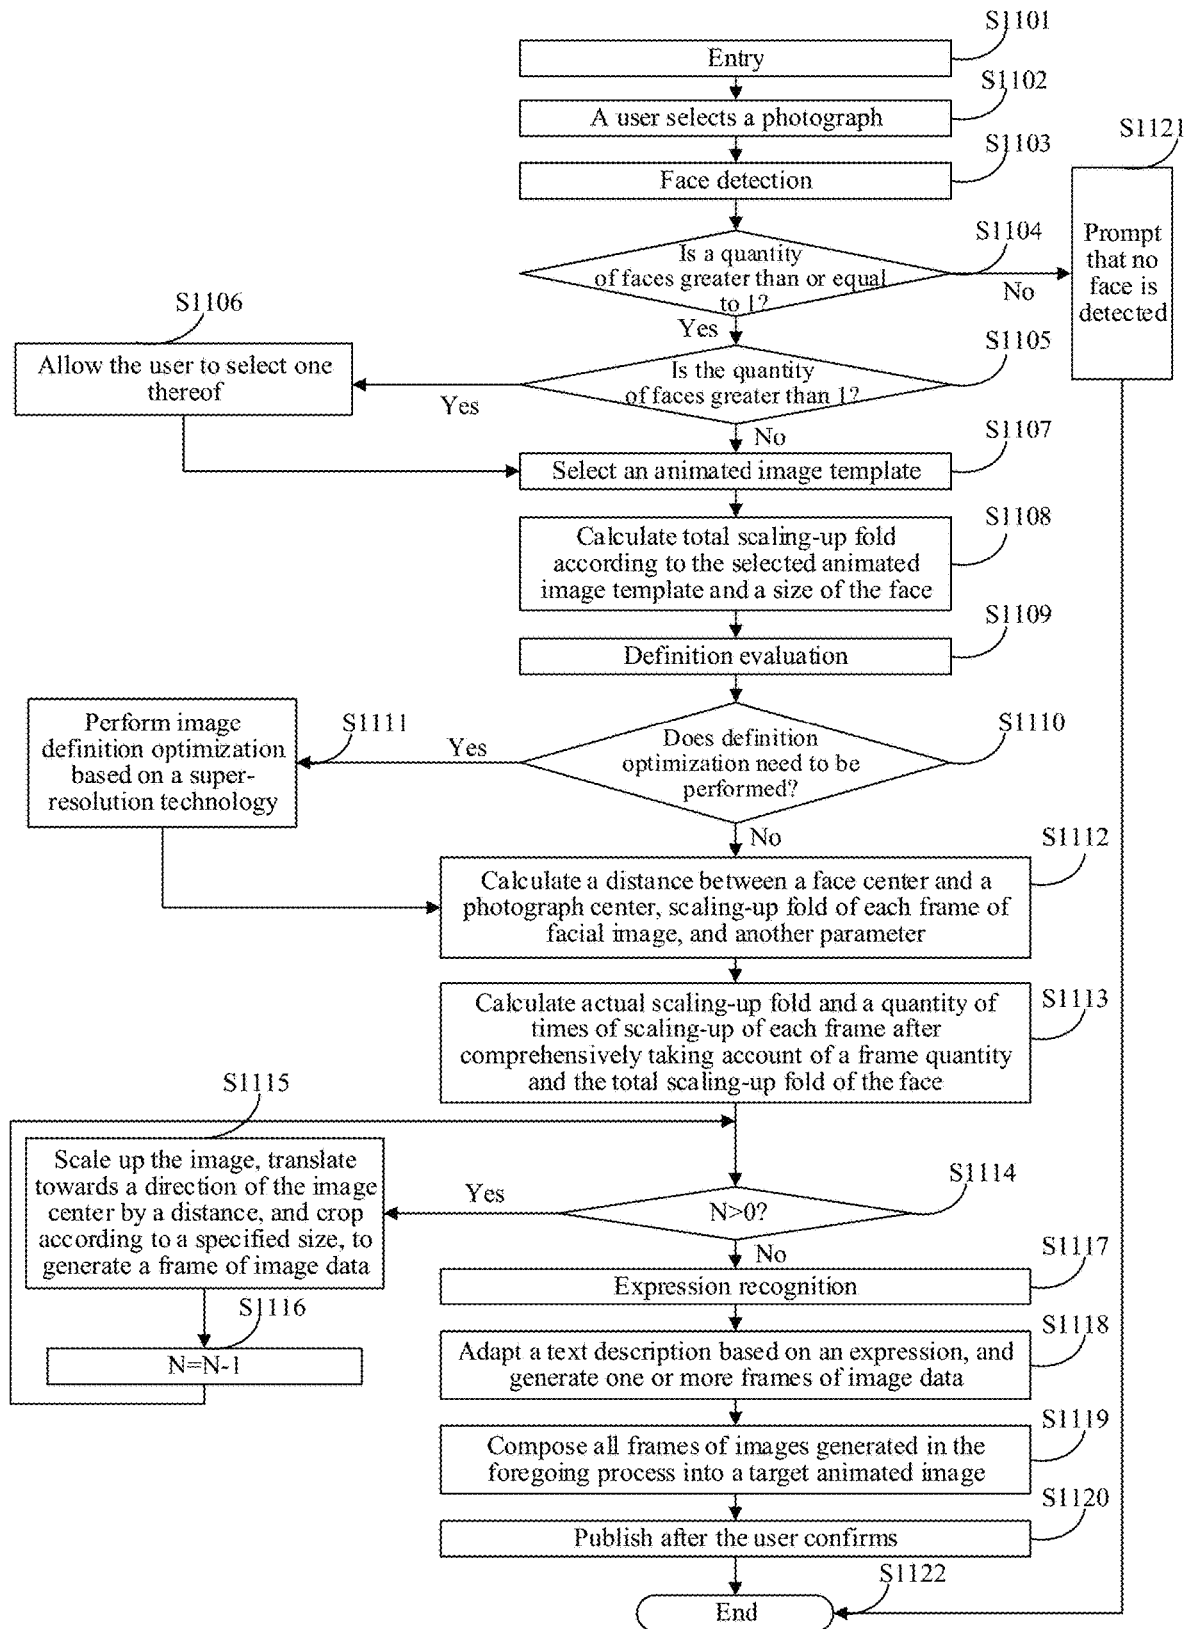 S1101
Entry
S1102
A user selects a photograph
S1103
Face detection
S1121
Prompt
that no
face is
detected
S1104
Is a quantity
of faces greater than or equal
to 1?
No
Yes
S1106
Allow the user to select one
thereof
S1105
Is the quantity
of faces greater than 1?
Yes
No
S1107
Select an animated image template
S1108
Calculate total scaling-up fold
according to the selected animated
image template and a size of the face
S1109
Definition evaluation
S1110
Does definition
optimization need to be
performed?
Yes
S1111
Perform image
definition optimization
based on a super-
resolution technology
No
S1112
Calculate a distance between a face center and a
photograph center, scaling-up fold of each frame of
facial image, and another parameter
S1113
Calculate actual scaling-up fold and a quantity of
times of scaling-up of each frame after
comprehensively taking account of a frame quantity
and the total scaling-up fold of the face
S1115
Scale up the image, translate
towards a direction of the image
center by a distance, and crop
according to a specified size, to
generate a frame of image data
Yes
S1114
N>0?
No
S1116
N=N-1
S1117
Expression recognition
S1118
Adapt a text description based on an expression, and
generate one or more frames of image data
S1119
Compose all frames of images generated in the
foregoing process into a target animated image
S1120
Publish after the user confirms
S1122
End